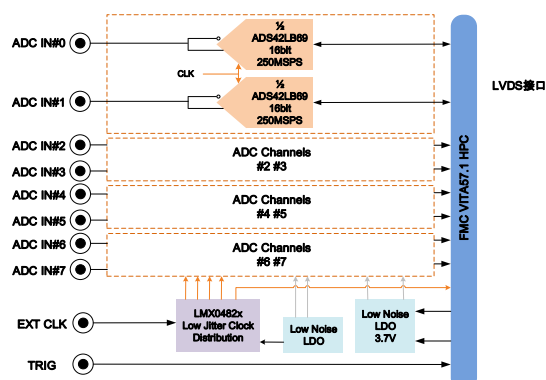 ADC IN#0
½
ADS42LB69
16bit
250MSPS
CLK
LVDS接口
ADC IN#1
½
ADS42LB69
16bit
250MSPS
ADC IN#2
ADC Channels
#2 #3
ADC IN#3
ADC IN#4
ADC Channels
#4 #5
ADC IN#5
ADC IN#6
ADC Channels
#6 #7
ADC IN#7
FMC VITA57.1 HPC
EXT CLK
LMX0482x
Low Jitter Clock
Distribution
Low Noise
LDO
Low Noise
LDO
3.7V
TRIG